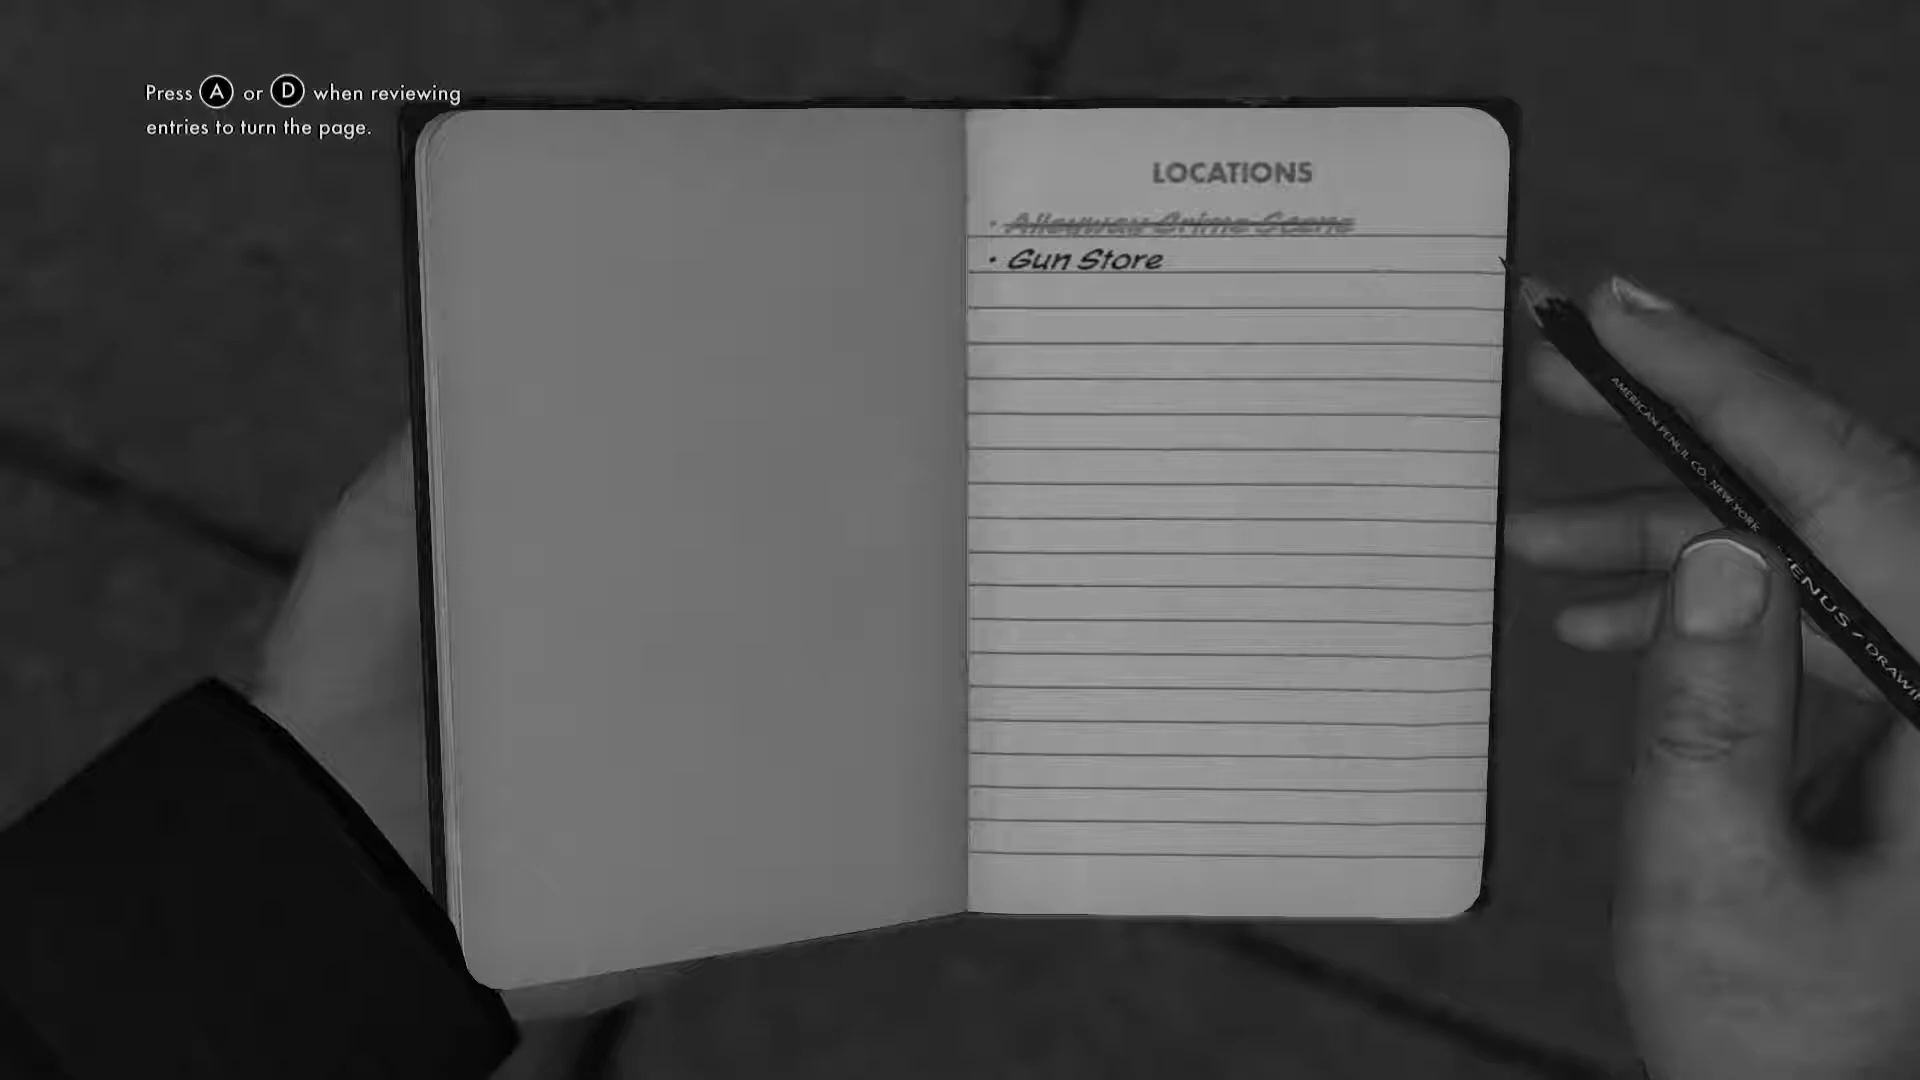 Press A or D when reviewing
entries to turn the page.
LOCATIONS
· Alleyway Crime Scene
· Gun Store
AMERICAN PENCIL CO. NEW YORK
VENUS / DRAWIN